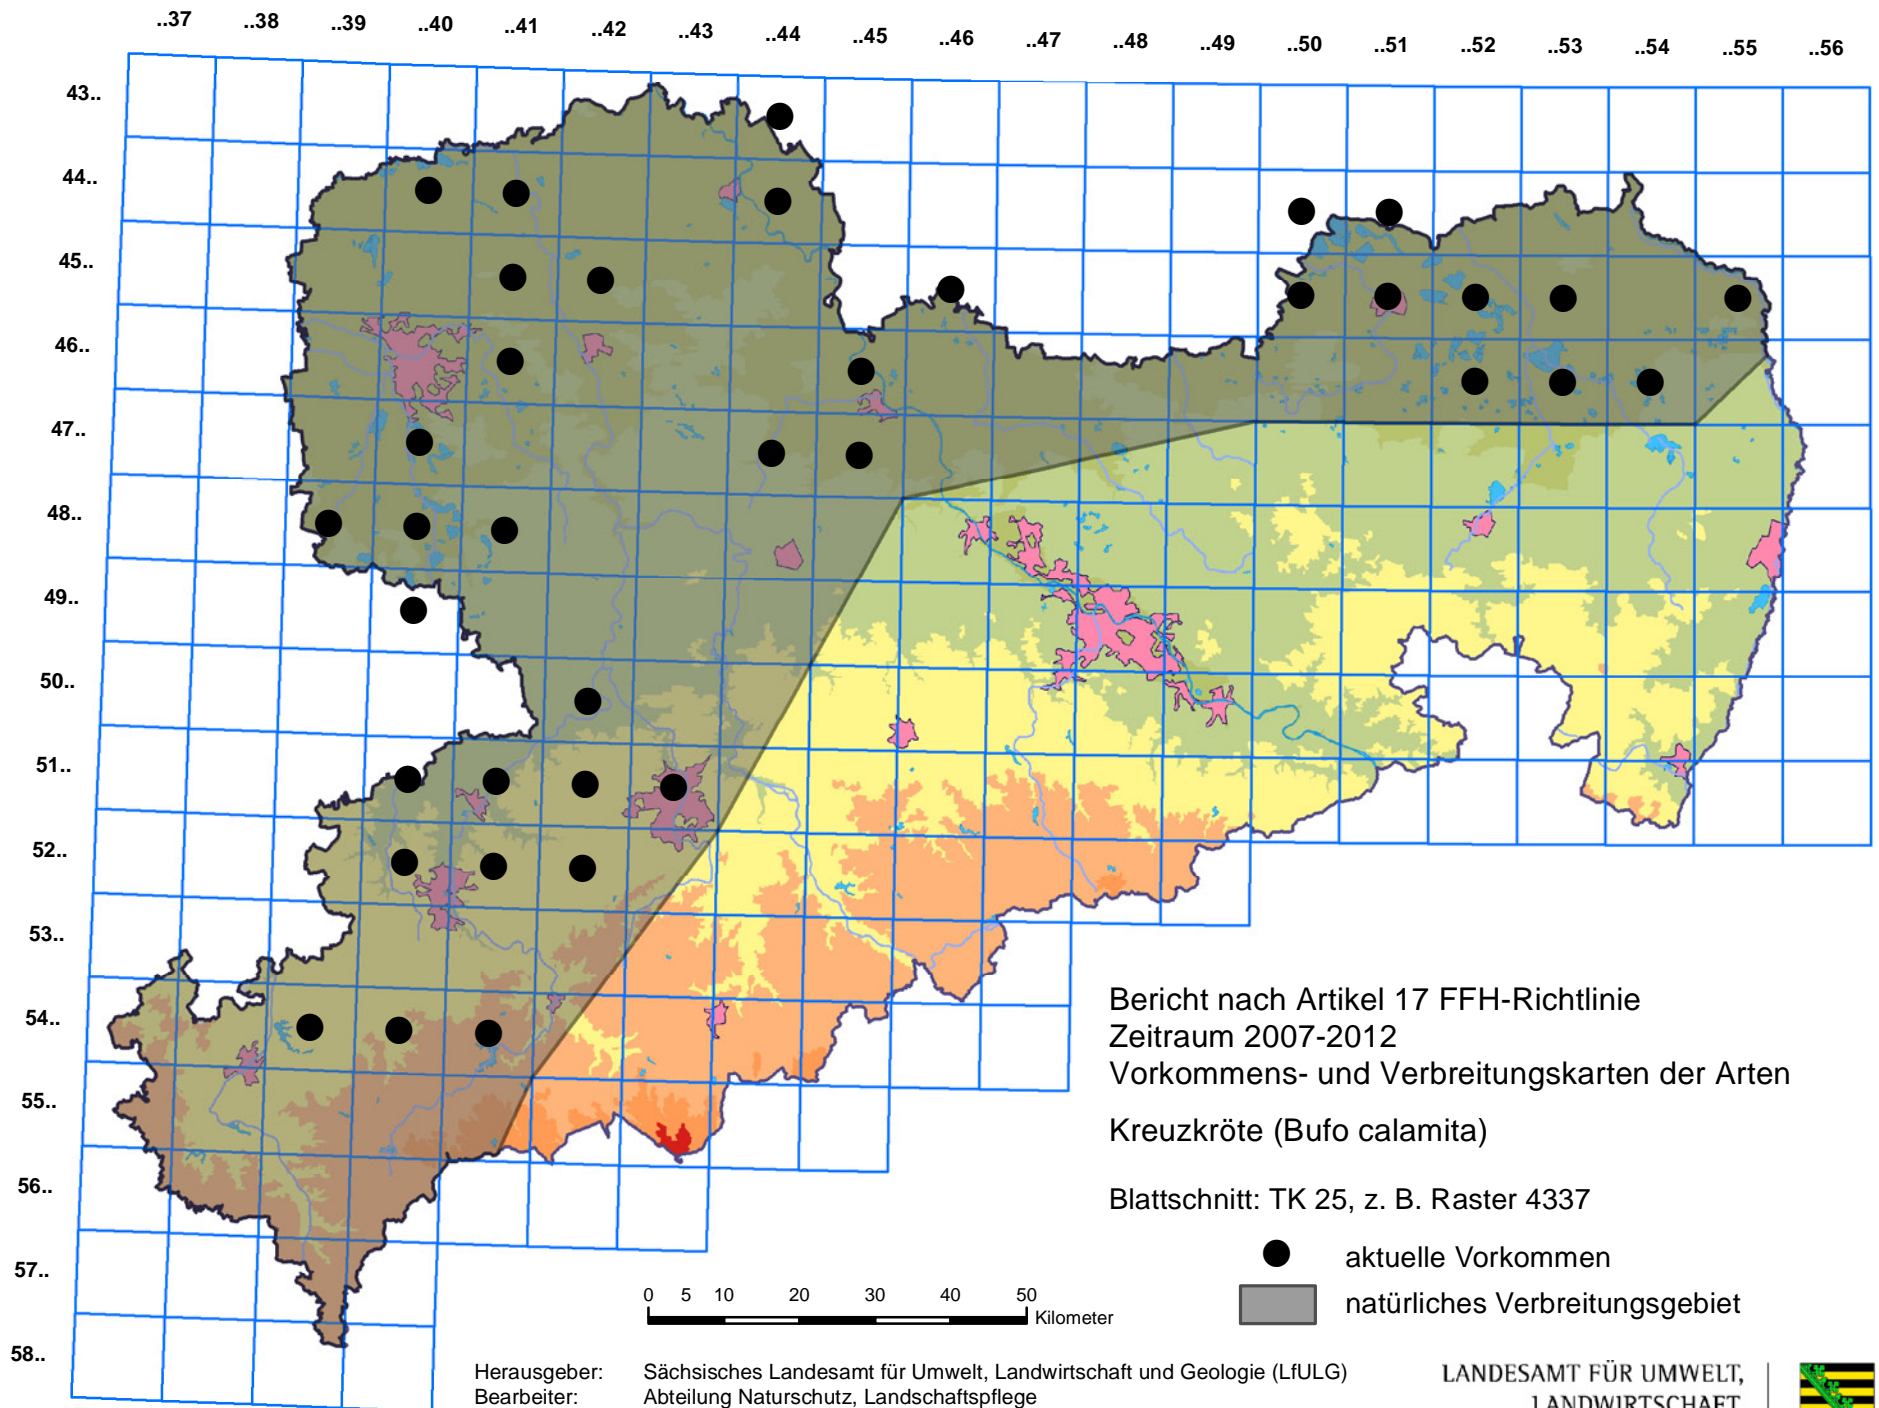 ..37 ..38 ..39 ..40 ..41 ..42 ..43 ..44 ..45 ..46 ..47 ..48 ..49 ..50 ..51 ..52 ..53 ..54 ..55 ..56
43..
44..
45..
46..
47..
48..
49..
50..
51..
52..
53..
54..
55..
56..
57..
58..
Bericht nach Artikel 17 FFH-Richtlinie
Zeitraum 2007-2012
Vorkommens- und Verbreitungskarten der Arten
Kreuzkröte (Bufo calamita)
Blattschnitt: TK 25, z. B. Raster 4337
aktuelle Vorkommen
natürliches Verbreitungsgebiet
0 5 10 20 30 40 50
Kilometer
Herausgeber: Sächsisches Landesamt für Umwelt, Landwirtschaft und Geologie (LfULG)
Bearbeiter: Abteilung Naturschutz, Landschaftspflege
LANDESAMT FÜR UMWELT,
LANDWIRTSCHAFT